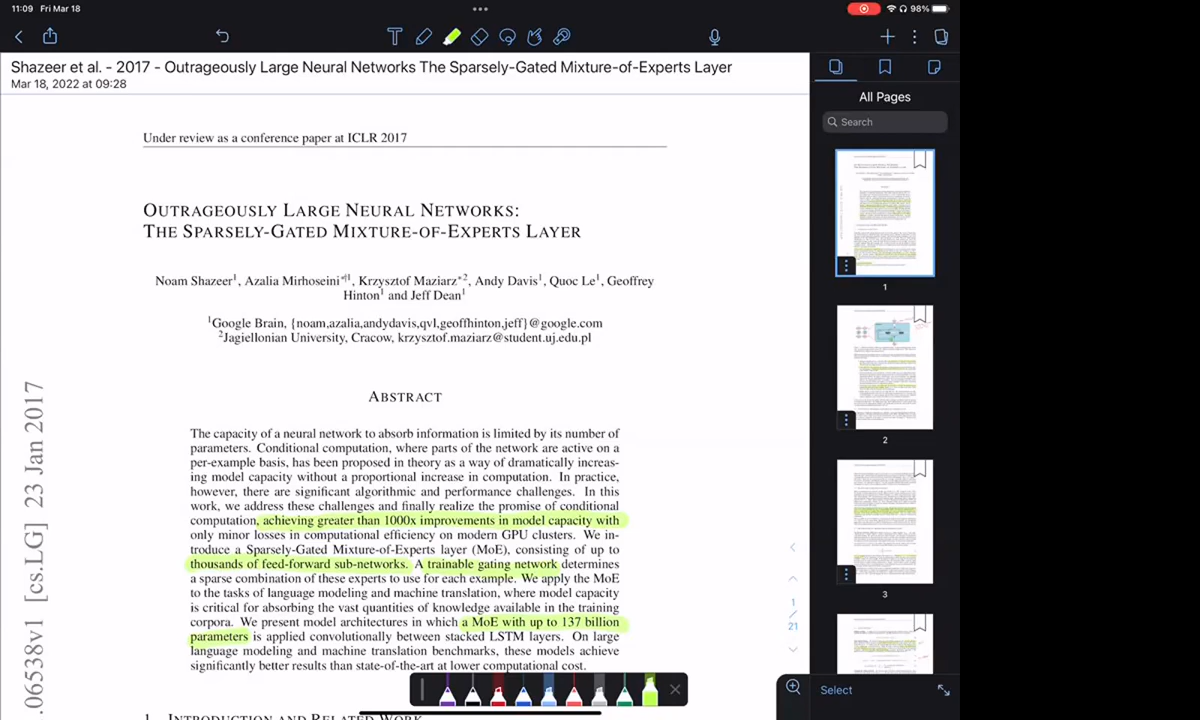 11:09 Fri Mar 18
98%
Shazeer et al. - 2017 - Outrageously Large Neural Networks The Sparsely-Gated Mixture-of-Experts Layer
Mar 18, 2022 at 09:28
Under review as a conference paper at ICLR 2017
OUTRAGEOUSLY LARGE NEURAL NETWORKS:
THE SPARSELY-GATED MIXTURE-OF-EXPERTS LAYER
Noam Shazeer1, Azalia Mirhoseini*†1, Krzysztof Maziarz*2, Andy Davis1, Quoc Le1, Geoffrey
Hinton1 and Jeff Dean1
1Google Brain, {noam,azalia,andydavis,qvl,geoffhinton,jeff}@google.com
2Jagiellonian University, Cracow, krzysztof.maziarz@student.uj.edu.pl
ABSTRACT
The capacity of a neural network to absorb information is limited by its number of
parameters. Conditional computation, where parts of the network are active on a
per-example basis, has been proposed in theory as a way of dramatically increas-
ing model capacity without a proportional increase in computation. In practice,
however, there are significant algorithmic and performance challenges. In this
work, we address these challenges and finally realize the promise of conditional
computation, achieving greater than 1000x improvements in model capacity with
only minor losses in computational efficiency on modern GPU clusters. We in-
troduce a Sparsely-Gated Mixture-of-Experts layer (MoE), consisting of up to
thousands of feed-forward sub-networks. A trainable gating network determines
a sparse combination of these experts to use for each example. We apply the MoE
to the tasks of language modeling and machine translation, where model capacity
is critical for absorbing the vast quantities of knowledge available in the training
corpora. We present model architectures in which a MoE with up to 137 billion
parameters is applied convolutionally between stacked LSTM layers. On large
language modeling and machine translation benchmarks, these models achieve
significantly better results than state-of-the-art at lower computational cost.
1 INTRODUCTION AND RELATED WORK
.06538v1 [cs.LG] 23 Jan 2017
1
/
21
All Pages
Search
1
2
3
Select